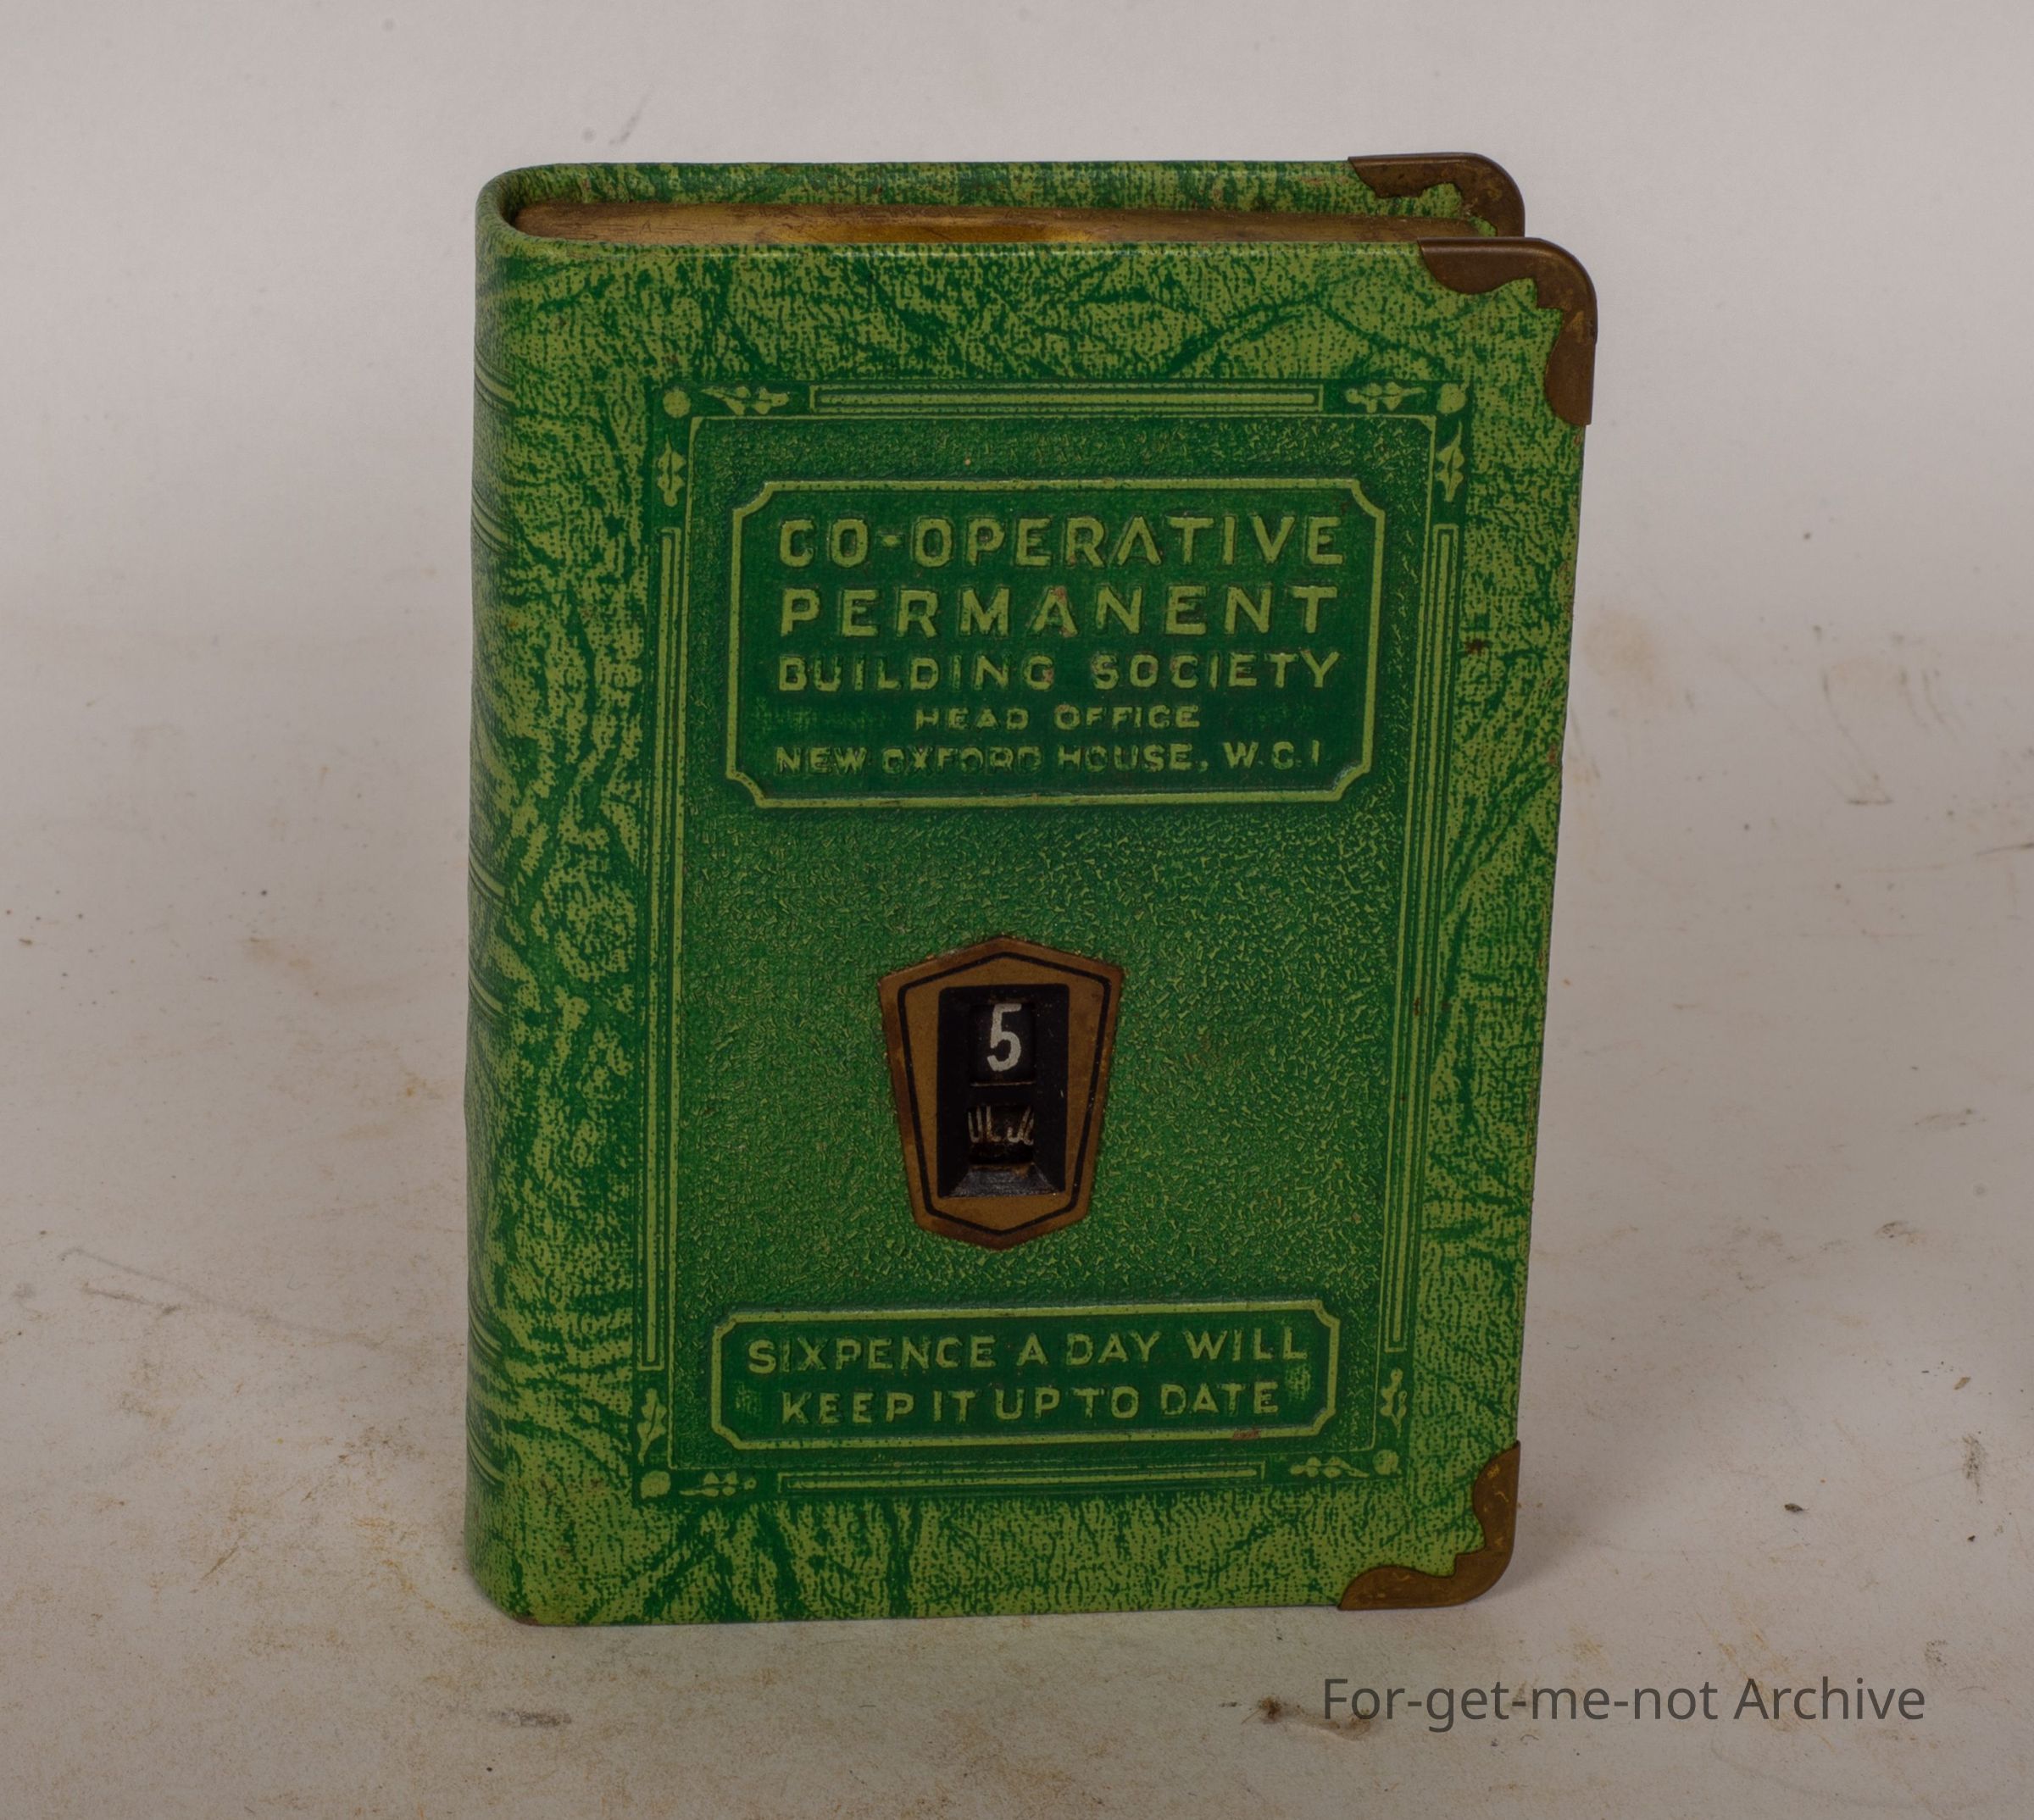 CO-OPERATIVE
PERMANENT
BUILDING SOCIETY
HEAD OFFICE
NEW OXFORD HOUSE, W.C.1
5
SIXPENCE A DAY WILL
KEEP IT UP TO DATE
For-get-me-not Archive